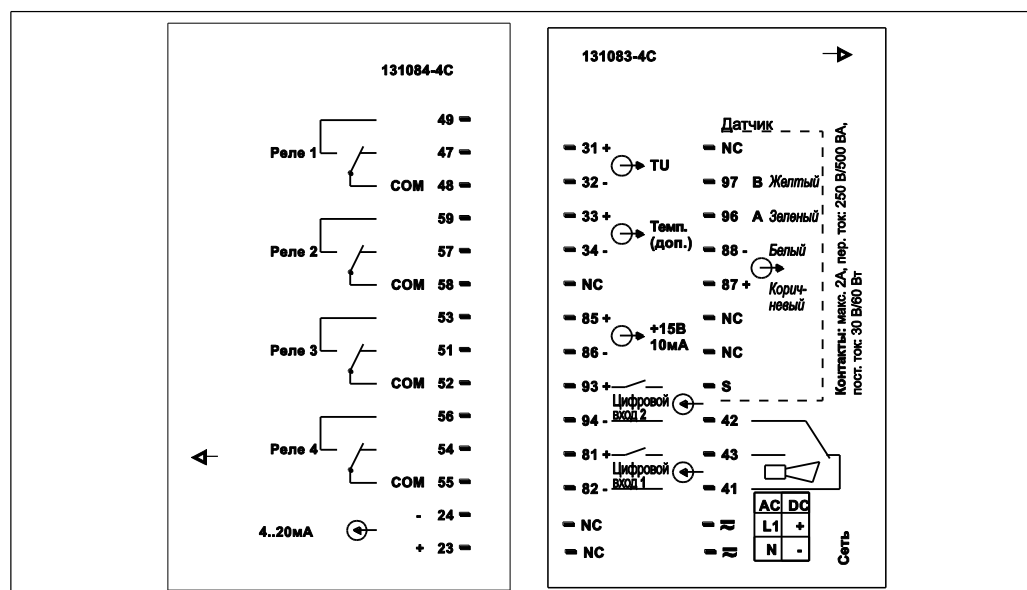 131084-4C
49
Реле 1
47
COM 48
59
Реле 2
57
COM 58
53
Реле 3
51
COM 52
56
Реле 4
54
COM 55
- 24
4..20мА
+ 23
131083-4C
Датчик
31 +
TU
NC
32 -
97 B Желтый
33 +
Темп.
(доп.)
96 A Зеленый
34 -
88 - Белый
NC
87 + Корич-
невый
85 +
+15В
10мА
NC
86 -
NC
93 +
Цифровой
вход 2
S
94 -
42
81 +
Цифровой
вход 1
43
82 -
41
AC DC
L1 +
N -
NC
NC
Контакты: макс. 2А, пер. ток: 250 В/500 ВА,
пост. ток: 30 В/60 Вт
Сеть